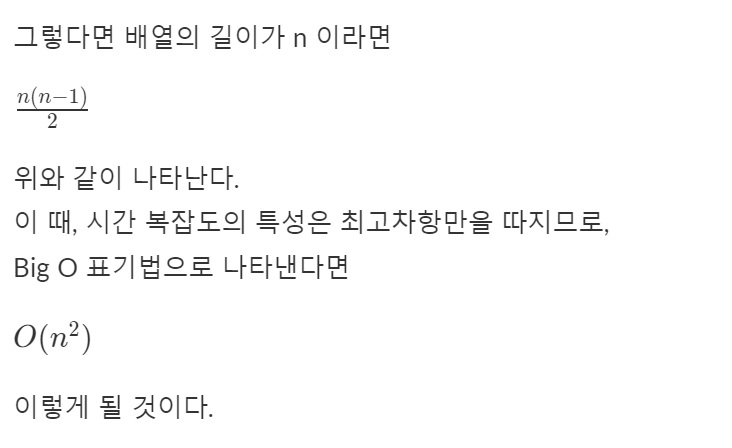 그렇다면 배열의 길이가 n 이라면
n(n−1)
2
위와 같이 나타난다.
이 때, 시간 복잡도의 특성은 최고차항만을 따지므로,
Big O 표기법으로 나타낸다면
O(n²)
이렇게 될 것이다.